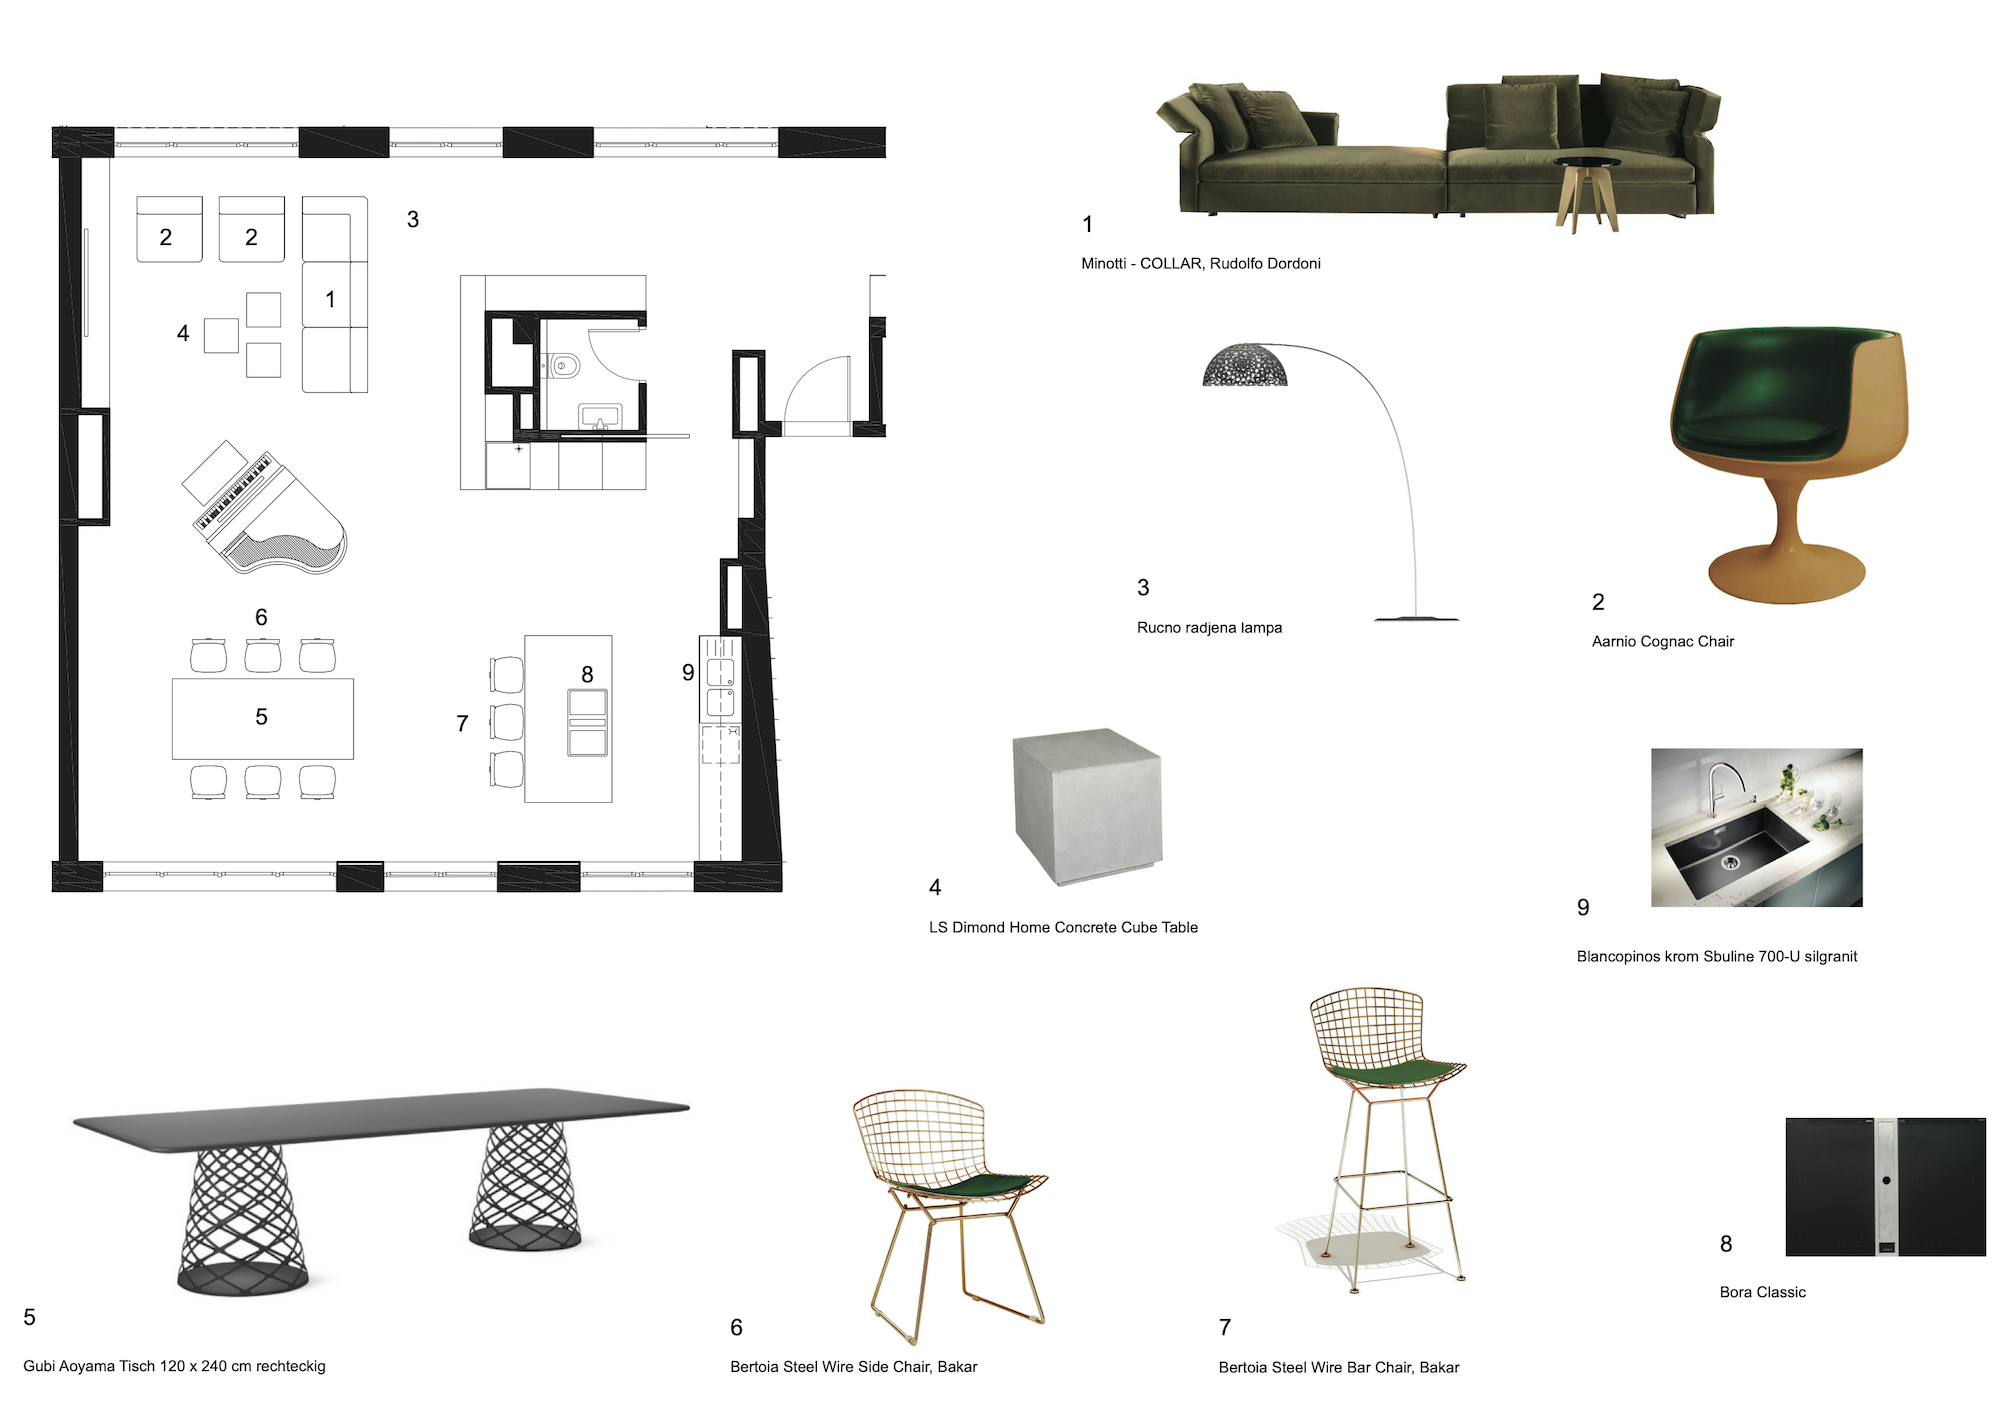 3
2
2
1
4
6
5
7
8
9
1
Minotti - COLLAR, Rudolfo Dordoni
3
Rucno radjena lampa
2
Aarnio Cognac Chair
4
LS Dimond Home Concrete Cube Table
9
Blancopinos krom Sbuline 700-U silgranit
5
Gubi Aoyama Tisch 120 x 240 cm rechteckig
6
Bertoia Steel Wire Side Chair, Bakar
7
Bertoia Steel Wire Bar Chair, Bakar
8
Bora Classic